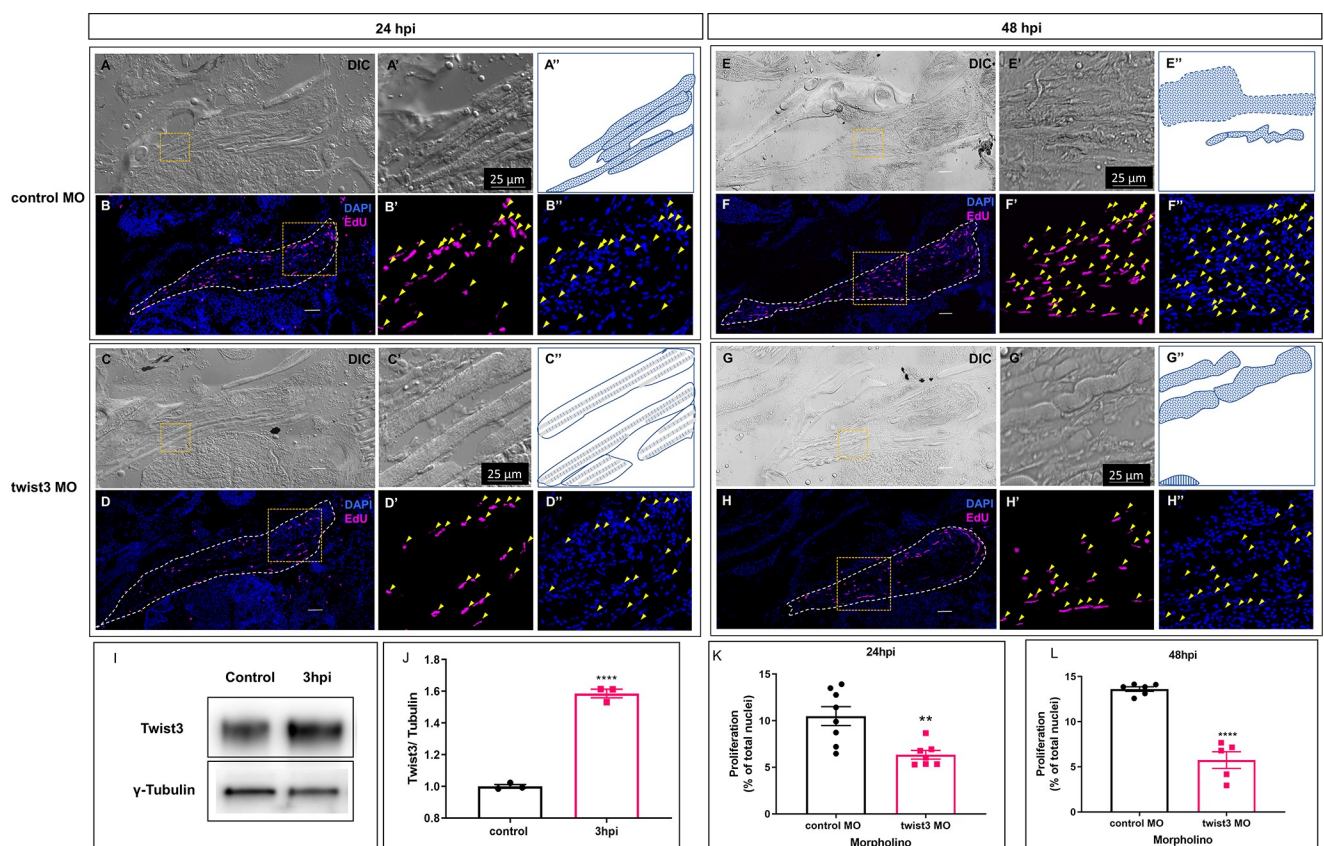 24 hpi
48 hpi
control MO
twist3 MO
A DIC
A'
25 µm
A''
B DAPI
EdU
B'
B''
E DIC
E'
25 µm
E''
F DAPI
EdU
F'
F''
C DIC
C'
25 µm
C''
D DAPI
EdU
D'
D''
G DIC
G'
25 µm
G''
H DAPI
EdU
H'
H''
I
Control 3hpi
Twist3
γ-Tubulin
J
Twist3/ Tubulin
1.8
1.6
1.4
1.2
1.0
0.8
****
control 3hpi
K
24hpi
Proliferation
(% of total nuclei)
15
10
5
0
**
control MO twist3 MO
Morpholino
L
48hpi
Proliferation
(% of total nuclei)
15
10
5
0
****
control MO twist3 MO
Morpholino